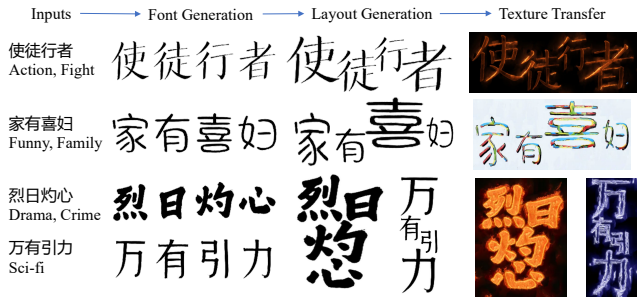 Inputs Font Generation Layout Generation Texture Transfer
使徒行者
Action, Fight
使徒行者 使徒行者 使徒行者
家有喜妇
Funny, Family
家有喜妇 家有喜妇 家有喜妇
烈日灼心
Drama, Crime
烈日灼心 烈日灼心 烈日灼心
万有引力
Sci-fi
万有引力 万有引力 万有引力